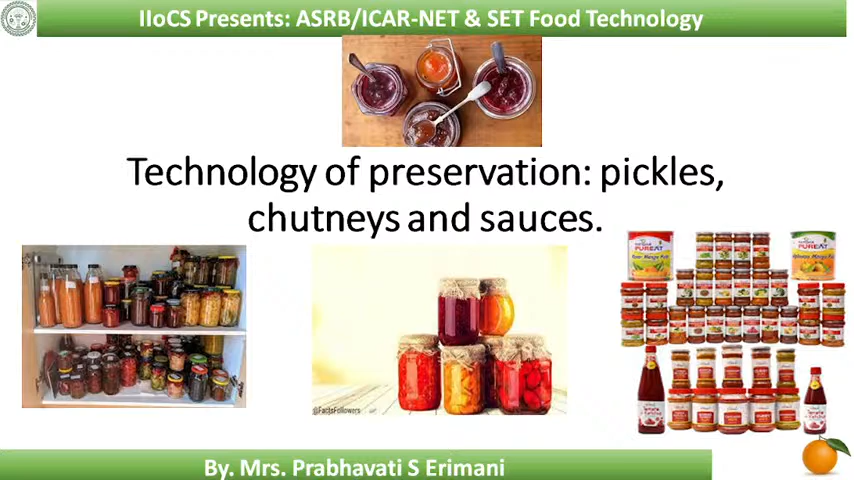 IIoCS Presents: ASRB/ICAR-NET & SET Food Technology
Technology of preservation: pickles,
chutneys and sauces.
PUREAT
PUREAT
@FactsFollowers
By. Mrs. Prabhavati S Erimani